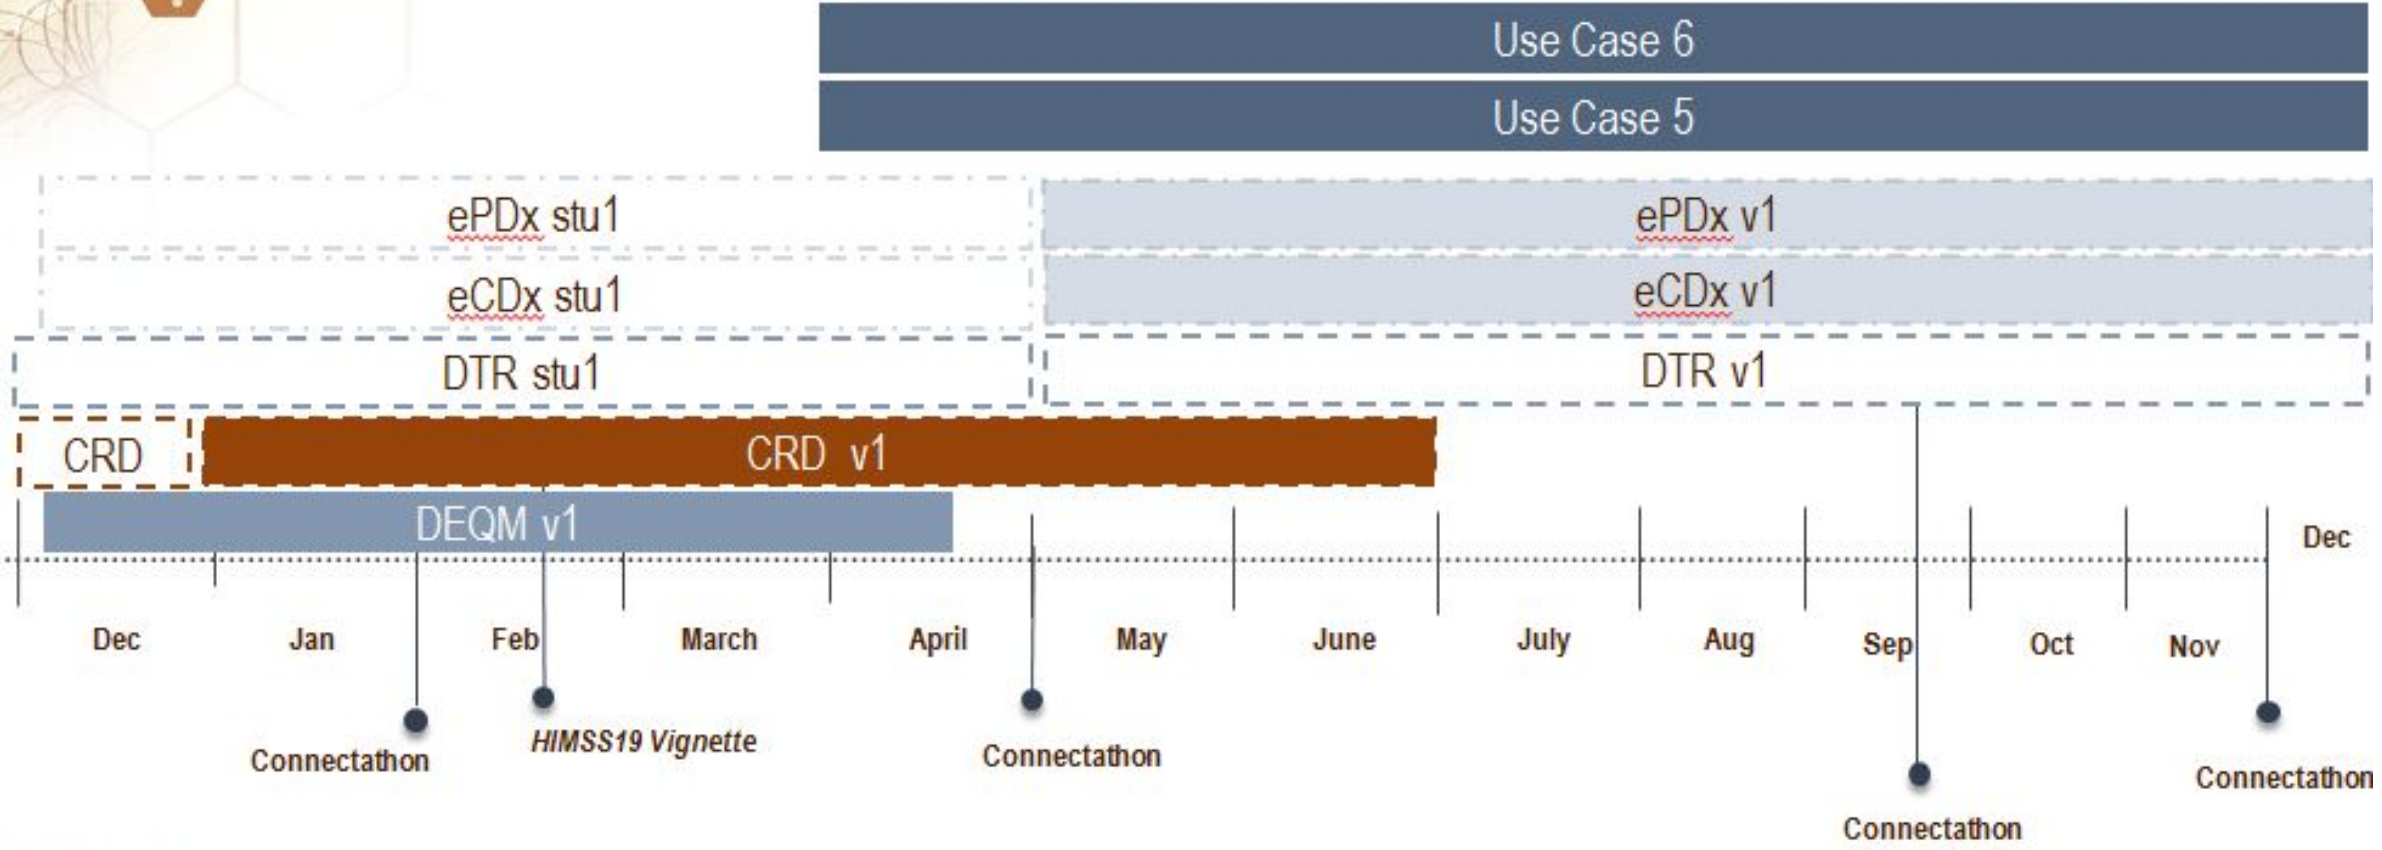 Use Case 6
Use Case 5
ePDx stu1
ePDx v1
eCDx stu1
eCDx v1
DTR stu1
DTR v1
CRD
CRD v1
DEQM v1
Dec
Dec
Jan
Feb
March
April
May
June
July
Aug
Sep
Oct
Nov
Connectathon
HIMSS19 Vignette
Connectathon
Connectathon
Connectathon